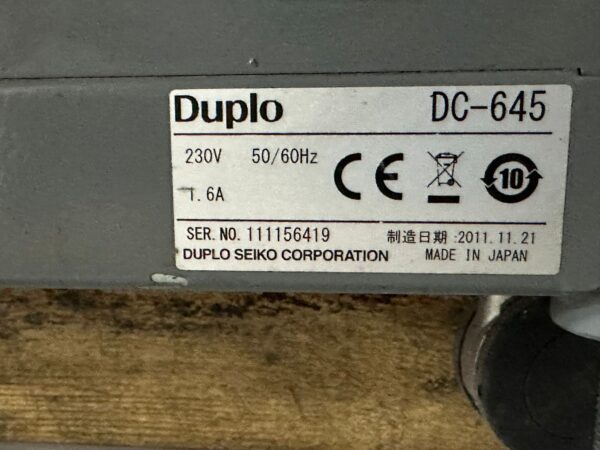 Duplo DC-645
230V 50/60Hz
1.6A
10
SER. NO. 111156419 制造日期:2011.11.21
DUPLO SEIKO CORPORATION MADE IN JAPAN